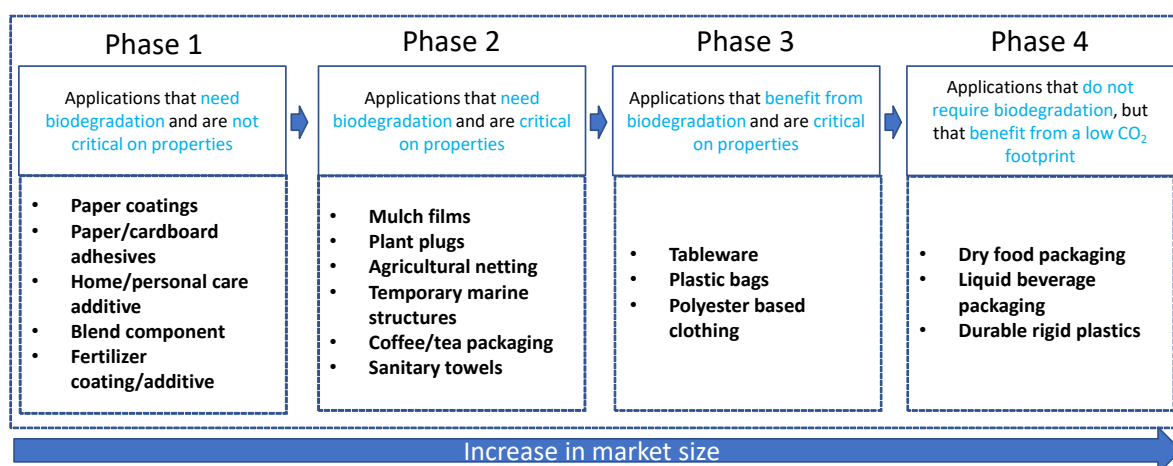 Phase 1
Applications that need
biodegradation and are not
critical on properties
• Paper coatings
• Paper/cardboard
adhesives
• Home/personal care
additive
• Blend component
• Fertilizer
coating/additive
Phase 2
Applications that need
biodegradation and are critical
on properties
• Mulch films
• Plant plugs
• Agricultural netting
• Temporary marine
structures
• Coffee/tea packaging
• Sanitary towels
Phase 3
Applications that benefit from
biodegradation and are critical
on properties
• Tableware
• Plastic bags
• Polyester based
clothing
Phase 4
Applications that do not
require biodegradation, but
that benefit from a low CO₂
footprint
• Dry food packaging
• Liquid beverage
packaging
• Durable rigid plastics
Increase in market size